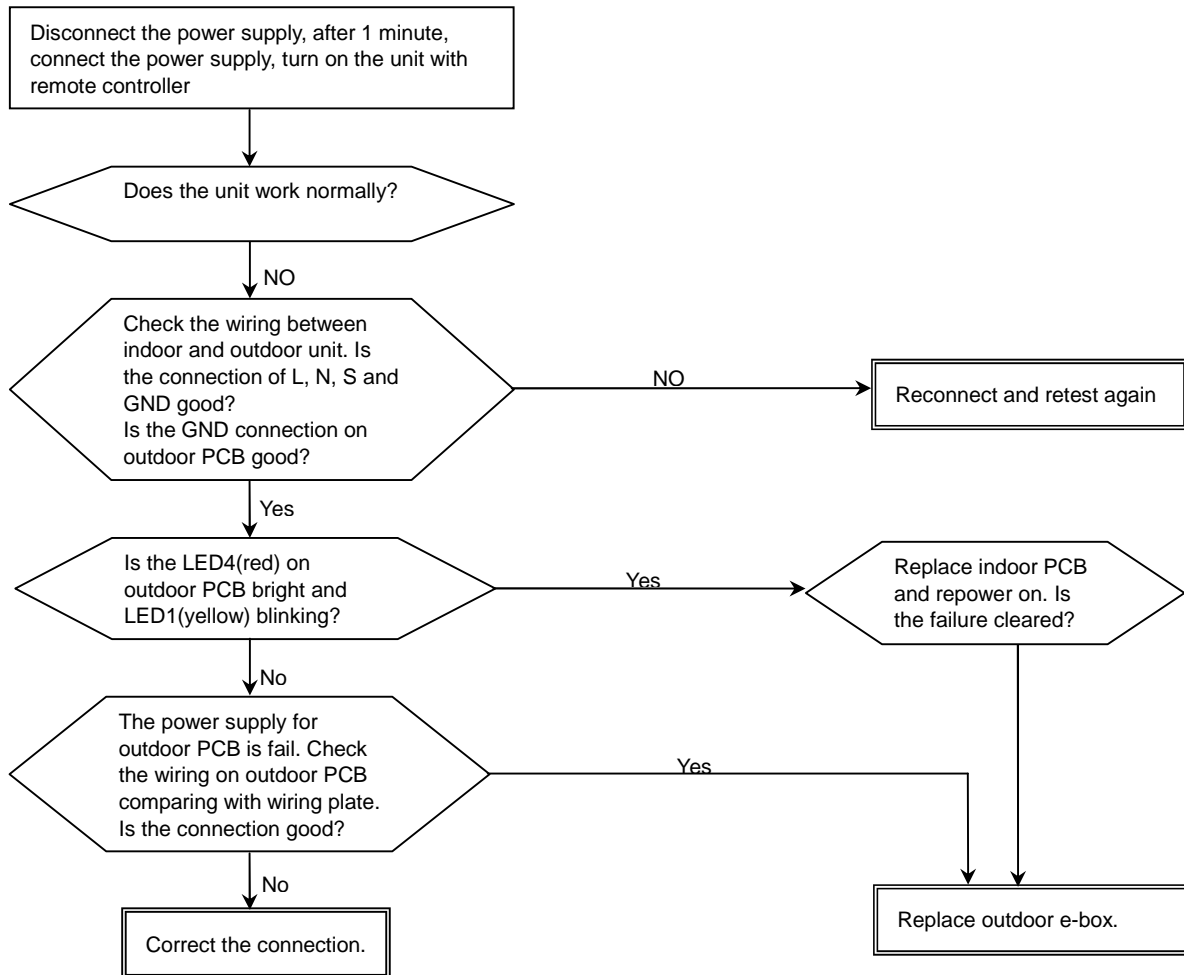 Disconnect the power supply, after 1 minute,
connect the power supply, turn on the unit with
remote controller
Does the unit work normally?
NO
Check the wiring between
indoor and outdoor unit. Is
the connection of L, N, S and
GND good?
Is the GND connection on
outdoor PCB good?
NO
Reconnect and retest again
Yes
Is the LED4(red) on
outdoor PCB bright and
LED1(yellow) blinking?
Yes
Replace indoor PCB
and repower on. Is
the failure cleared?
No
The power supply for
outdoor PCB is fail. Check
the wiring on outdoor PCB
comparing with wiring plate.
Is the connection good?
Yes
No
Correct the connection.
Replace outdoor e-box.